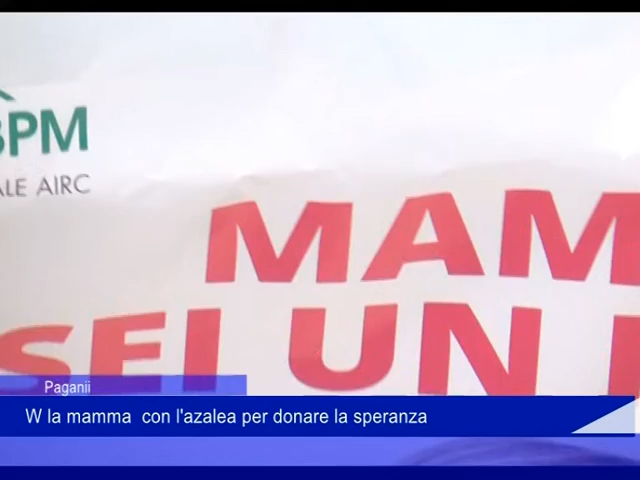 BPM
ALE AIRC
MAM
SEI UN
Paganii
W la mamma con l'azalea per donare la speranza